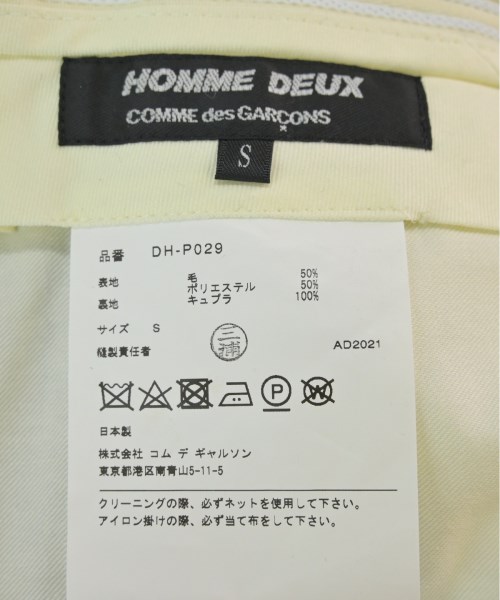 HOMME DEUX
COMME des GARÇONS
S
品番 DH-P029
表地 毛 50%
ポリエステル 50%
裏地 キュプラ 100%
サイズ S
縫製責任者 三浦 AD2021
P W
日本製
株式会社 コム デ ギャルソン
東京都港区南青山5-11-5
クリーニングの際、必ずネットを使用して下さい。
アイロン掛けの際、必ず当て布をして下さい。